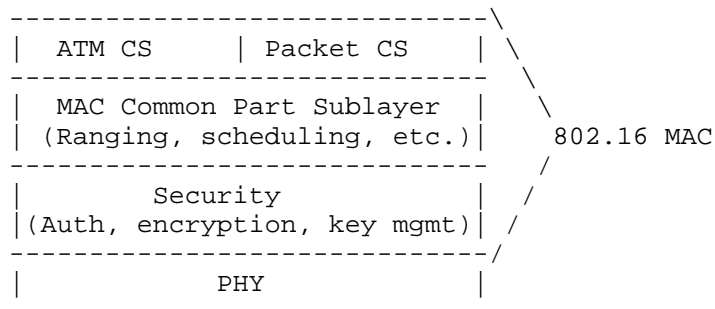 -------------------------------\
|  ATM CS     | Packet CS    | \
------------------------------   \
|  MAC Common Part Sublayer  |    \
| (Ranging, scheduling, etc.)|     802.16 MAC
------------------------------    /
|        Security            |   /
|(Auth, encryption, key mgmt)|  /
-------------------------------/
|            PHY             |